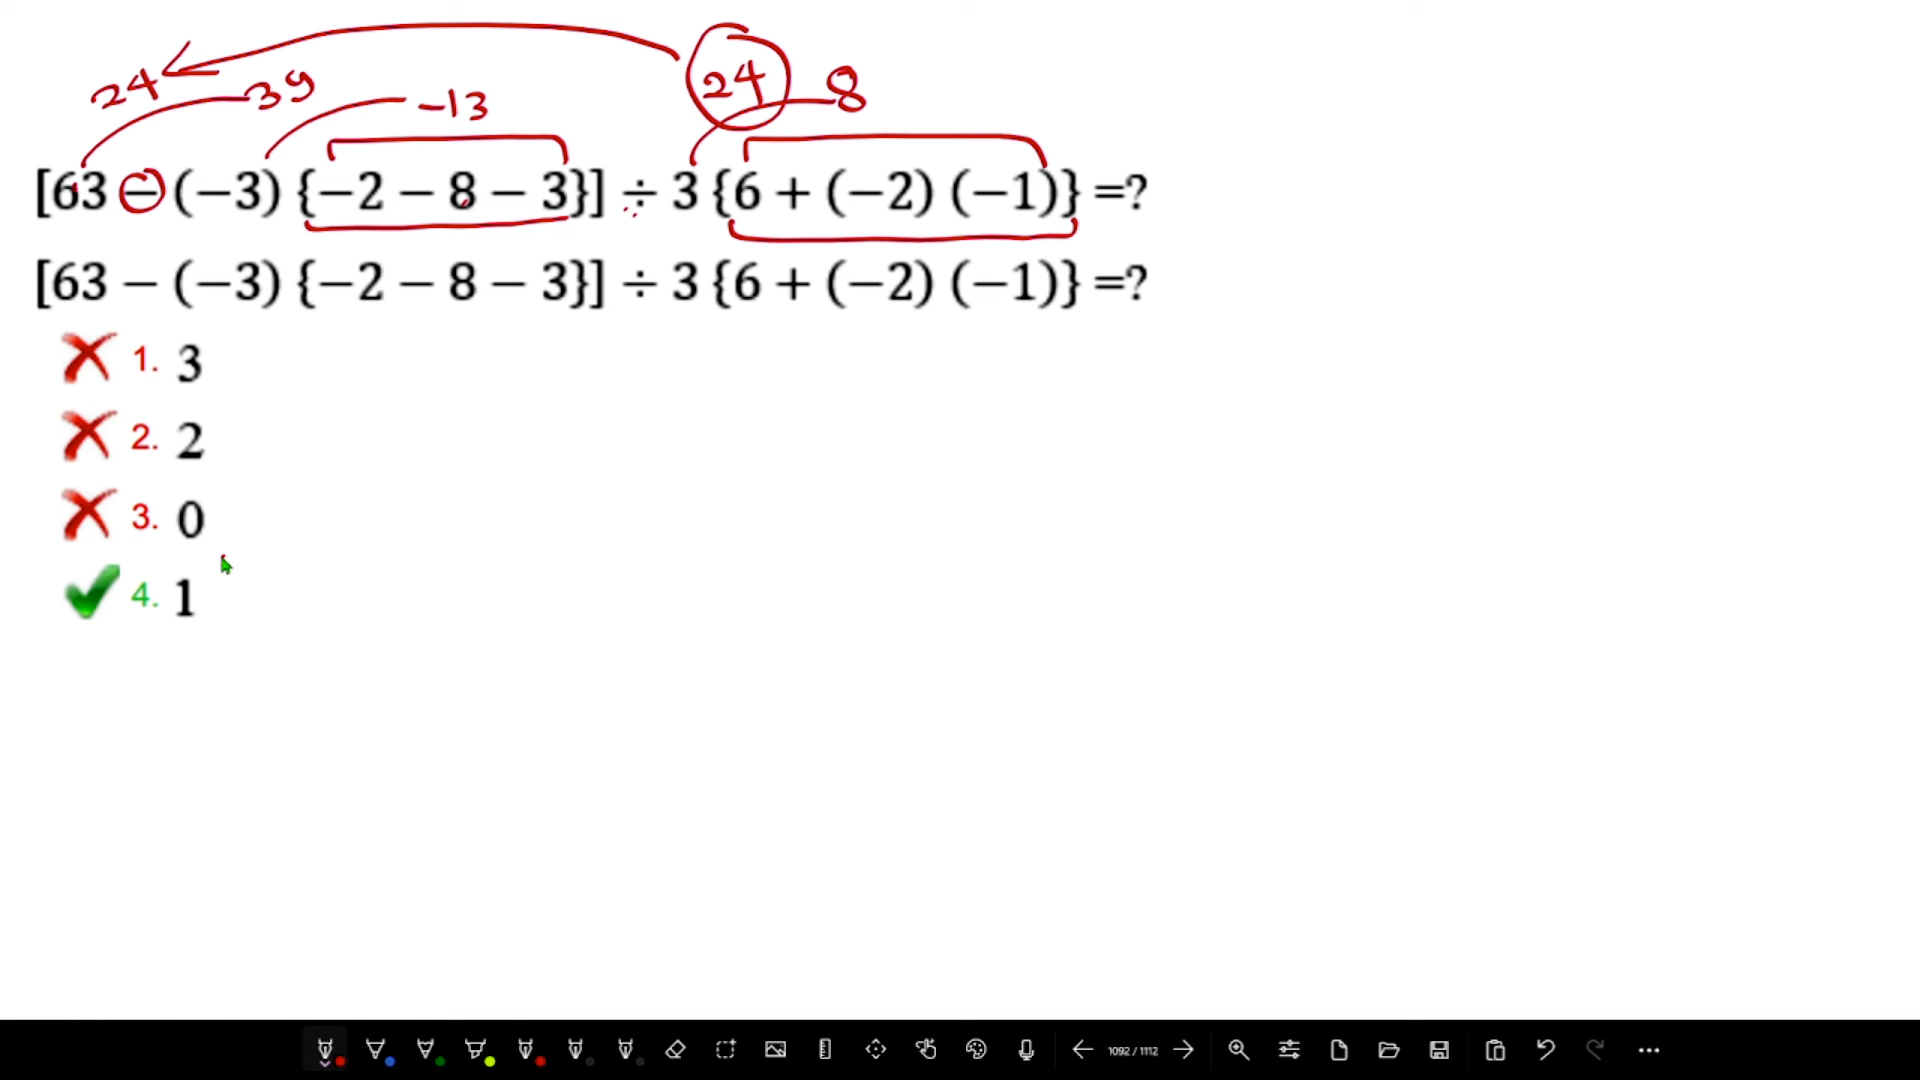 24 39 -13 24 8
[63 − (−3) {−2 − 8 − 3}] ÷ 3 {6 + (−2) (−1)} =?
[63 − (−3) {−2 − 8 − 3}] ÷ 3 {6 + (−2) (−1)} =?
1. 3
2. 2
3. 0
4. 1
1092 / 1112